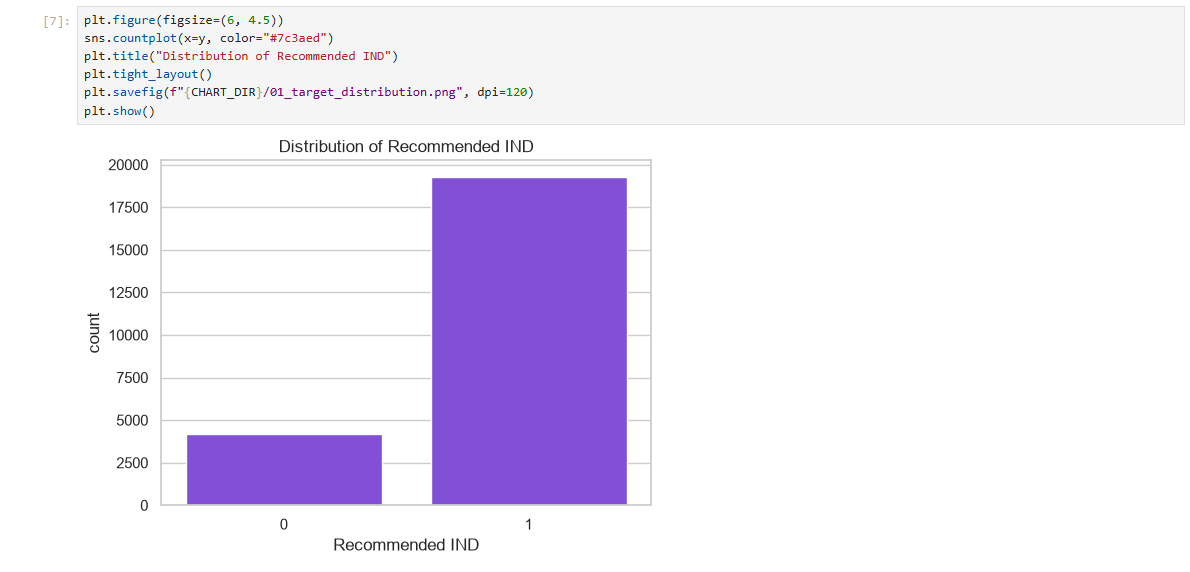 [7]: plt.figure(figsize=(6, 4.5))
sns.countplot(x=y, color="#7c3aed")
plt.title("Distribution of Recommended IND")
plt.tight_layout()
plt.savefig(f"{CHART_DIR}/01_target_distribution.png", dpi=120)
plt.show()
Distribution of Recommended IND
20000
17500
15000
12500
10000
7500
5000
2500
0
count
0 1
Recommended IND